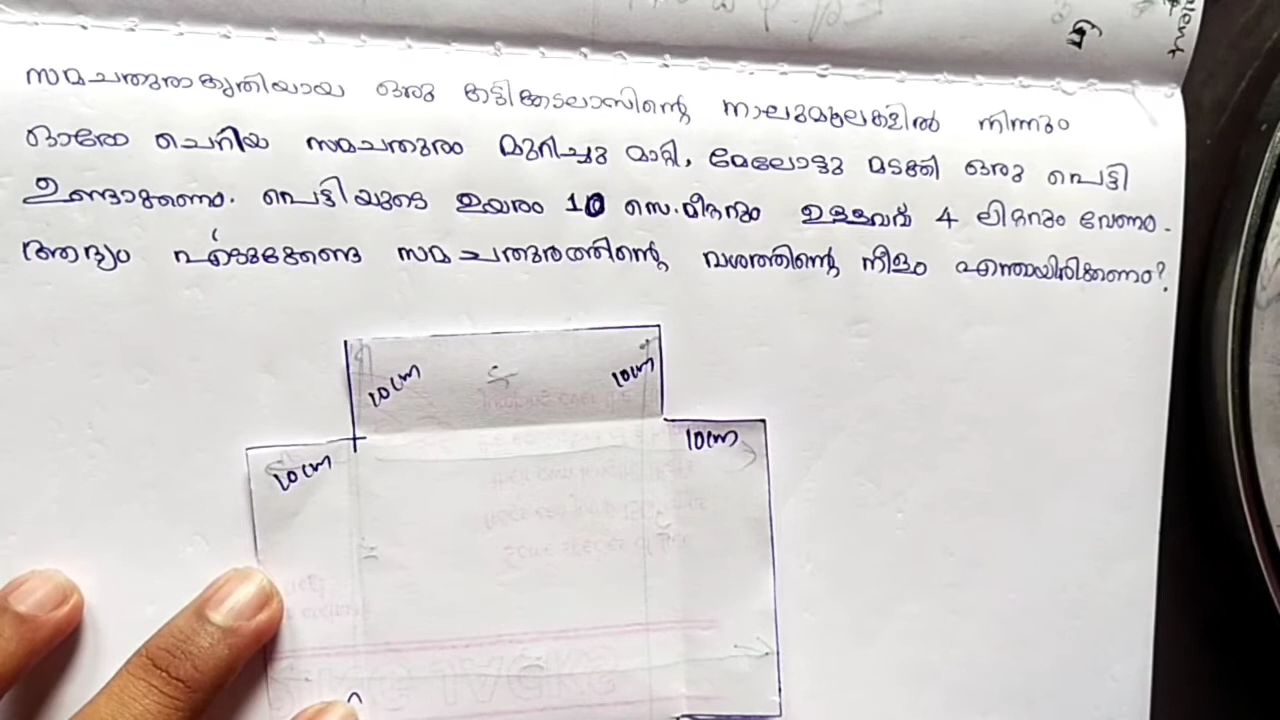 സമചതുരാകൃതിയായ ഒരു കട്ടിക്കടലാസിന്റെ നാലുമൂലകളിൽ നിന്നും
ഓരോ ചെറിയ സമചതുരം മുറിച്ചു മാറ്റി, മേലോട്ടു മടക്കി ഒരു പെട്ടി
ഉണ്ടാക്കണം. പെട്ടിയുടെ ഉയരം 10 സെ.മീറ്ററും ഉള്ളളവ് 4 ലിറ്ററും വേണം.
ആദ്യം എടുക്കേണ്ട സമചതുരത്തിന്റെ വശത്തിന്റെ നീളം എന്തായിരിക്കണം?
10cm 10cm
10cm 10cm